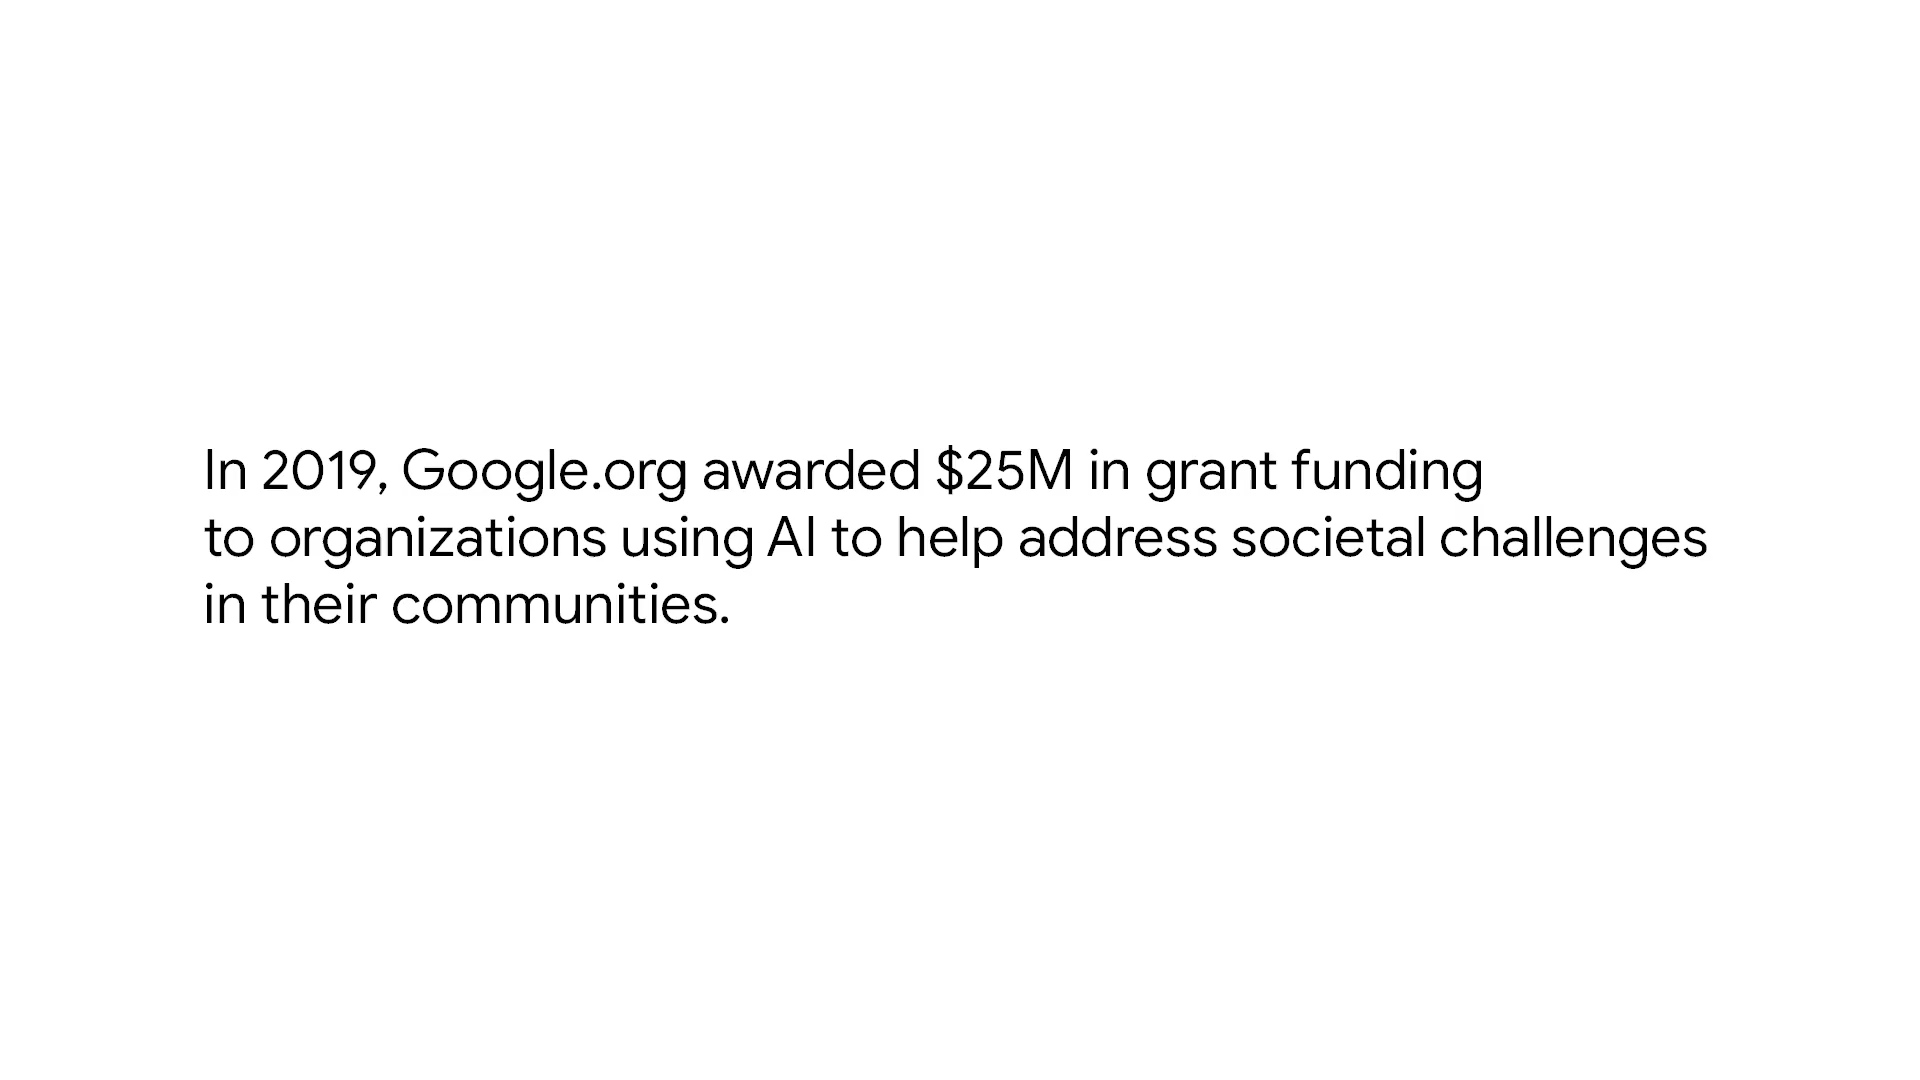 In 2019, Google.org awarded $25M in grant funding
to organizations using AI to help address societal challenges
in their communities.